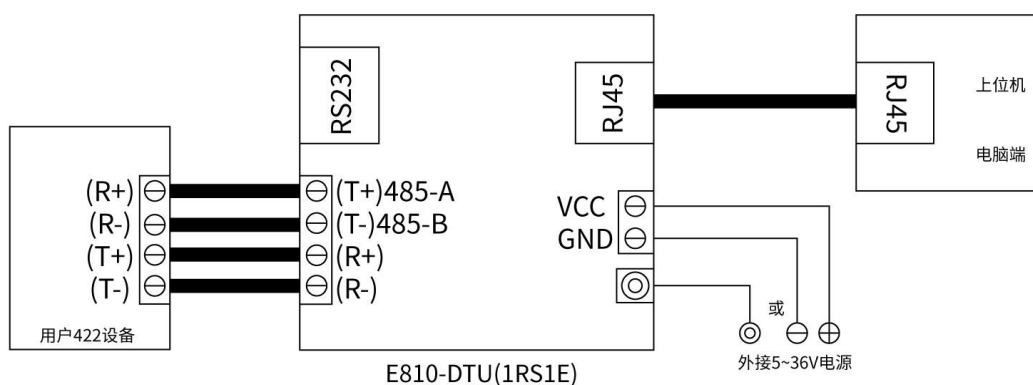 RS232
RJ45
RJ45
上位机
电脑端
(R+)
(R-)
(T+)
(T-)
用户422设备
(T+)485-A
(T-)485-B
(R+)
(R-)
VCC
GND
或
外接5~36V电源
E810-DTU(1RS1E)